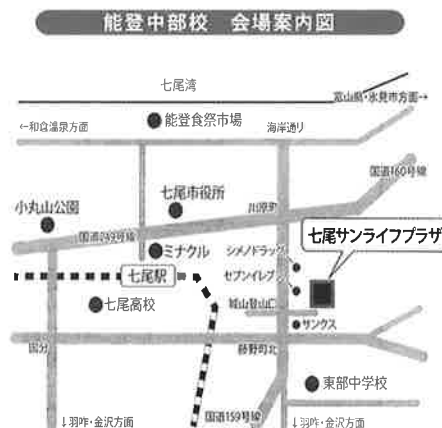 能登中部校 会場案内図
七尾湾
富山県・氷見市方面→
←和倉温泉方面
能登食祭市場
海岸通り
国道160号線
七尾市役所
小丸山公園
川原町
国道249号線
ミナクル
シメノドラッグ
七尾サンライフプラザ
七尾駅
セブンイレブン
七尾高校
城山登山口
サンクス
国分
藤野町北
東部中学校
国道159号線
↓羽咋・金沢方面
↓羽咋・金沢方面